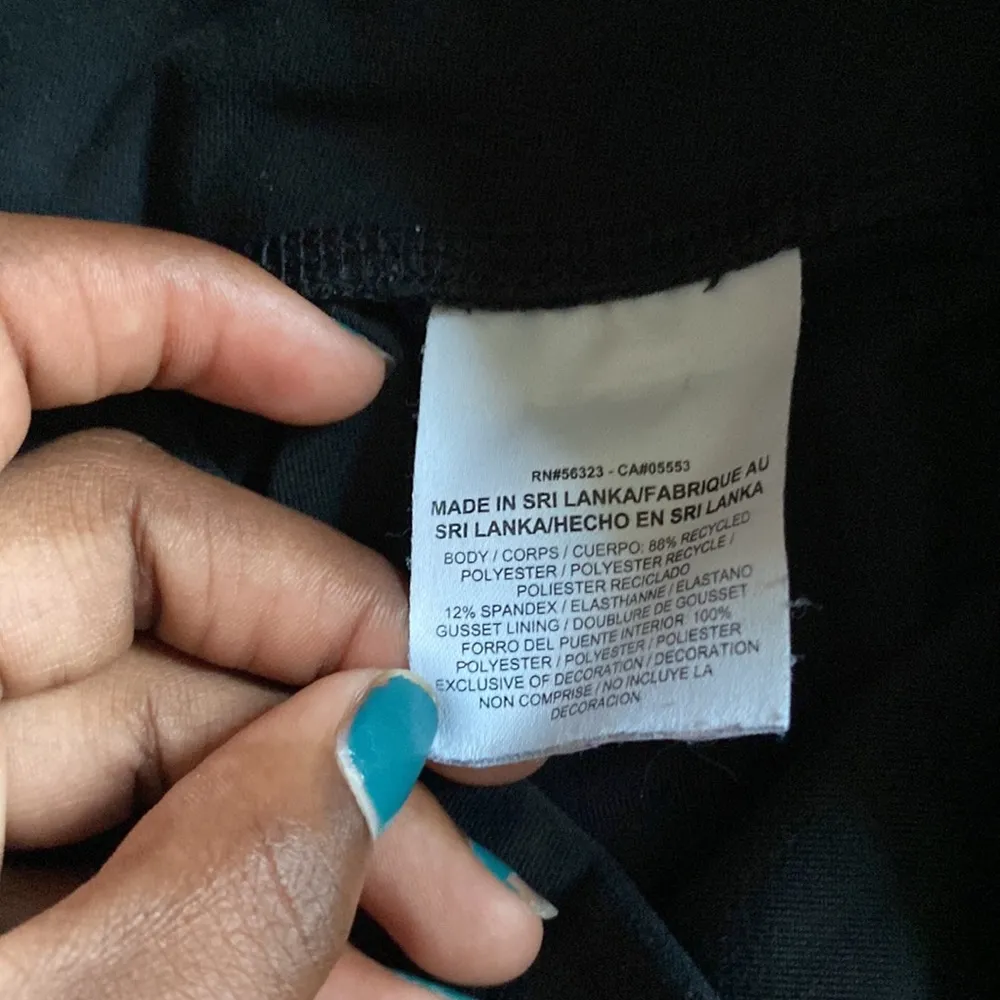 RN#56323 - CA#05553
MADE IN SRI LANKA/FABRIQUE AU
SRI LANKA/HECHO EN SRI LANKA
BODY / CORPS / CUERPO: 88% RECYCLED
POLYESTER / POLYESTER RECYCLE /
POLIESTER RECICLADO
12% SPANDEX / ELASTHANNE / ELASTANO
GUSSET LINING / DOUBLURE DE GOUSSET
FORRO DEL PUENTE INTERIOR: 100%
POLYESTER / POLYESTER / POLIESTER
EXCLUSIVE OF DECORATION / DECORATION
NON COMPRISE / NO INCLUYE LA
DECORACION